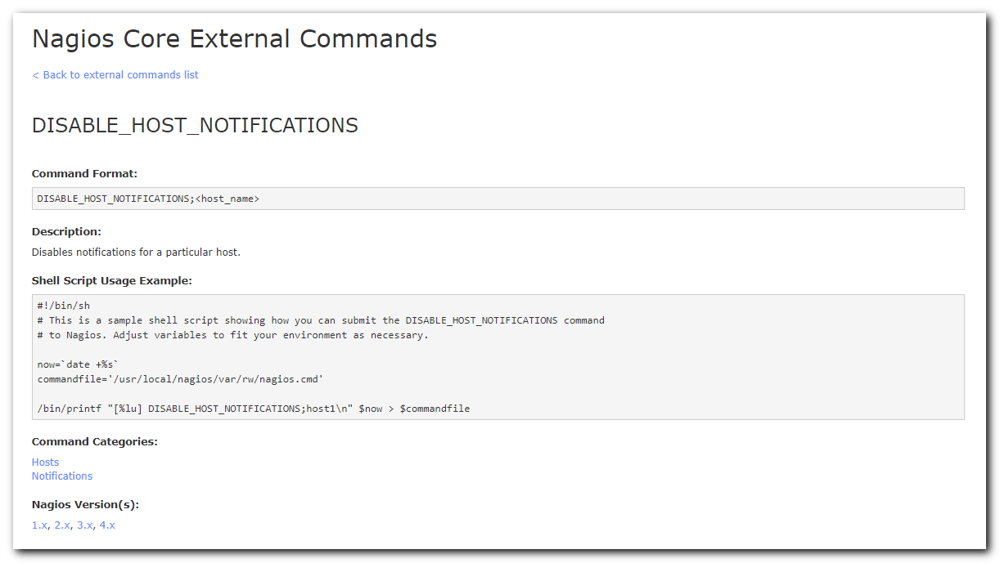 Nagios Core External Commands
< Back to external commands list
DISABLE_HOST_NOTIFICATIONS
Command Format:
DISABLE_HOST_NOTIFICATIONS;<host_name>
Description:
Disables notifications for a particular host.
Shell Script Usage Example:
#!/bin/sh
# This is a sample shell script showing how you can submit the DISABLE_HOST_NOTIFICATIONS command
# to Nagios. Adjust variables to fit your environment as necessary.
now=`date +%s`
commandfile='/usr/local/nagios/var/rw/nagios.cmd'
/bin/printf "[%lu] DISABLE_HOST_NOTIFICATIONS;host1\n" $now > $commandfile
Command Categories:
Hosts
Notifications
Nagios Version(s):
1.x, 2.x, 3.x, 4.x